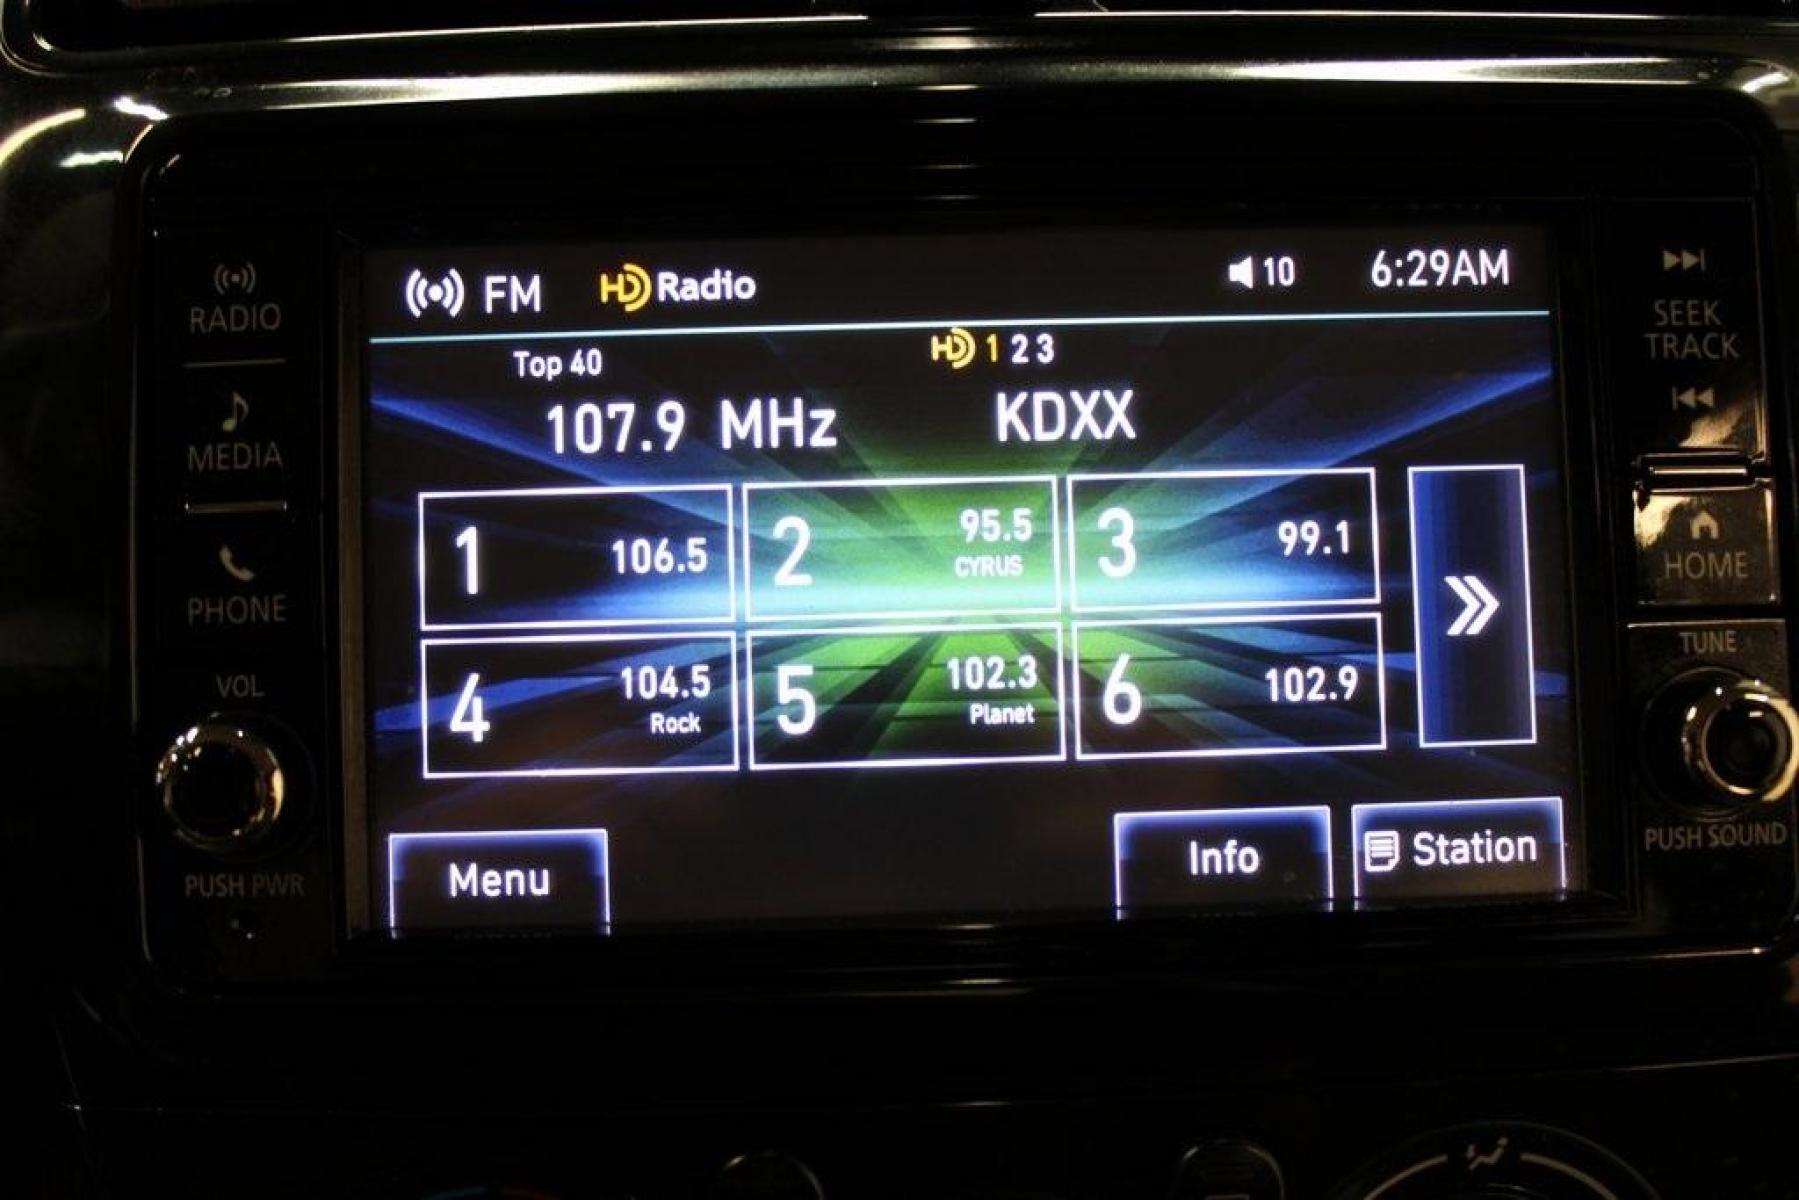 FM HD Radio 10 6:29AM
Top 40 HD 1 2 3
107.9 MHz KDXX
1 106.5
2 95.5 CYRUS
3 99.1
4 104.5 Rock
5 102.3 Planet
6 102.9
Menu Info Station
RADIO
MEDIA
PHONE
VOL
PUSH PWR
SEEK
TRACK
HOME
TUNE
PUSH SOUND